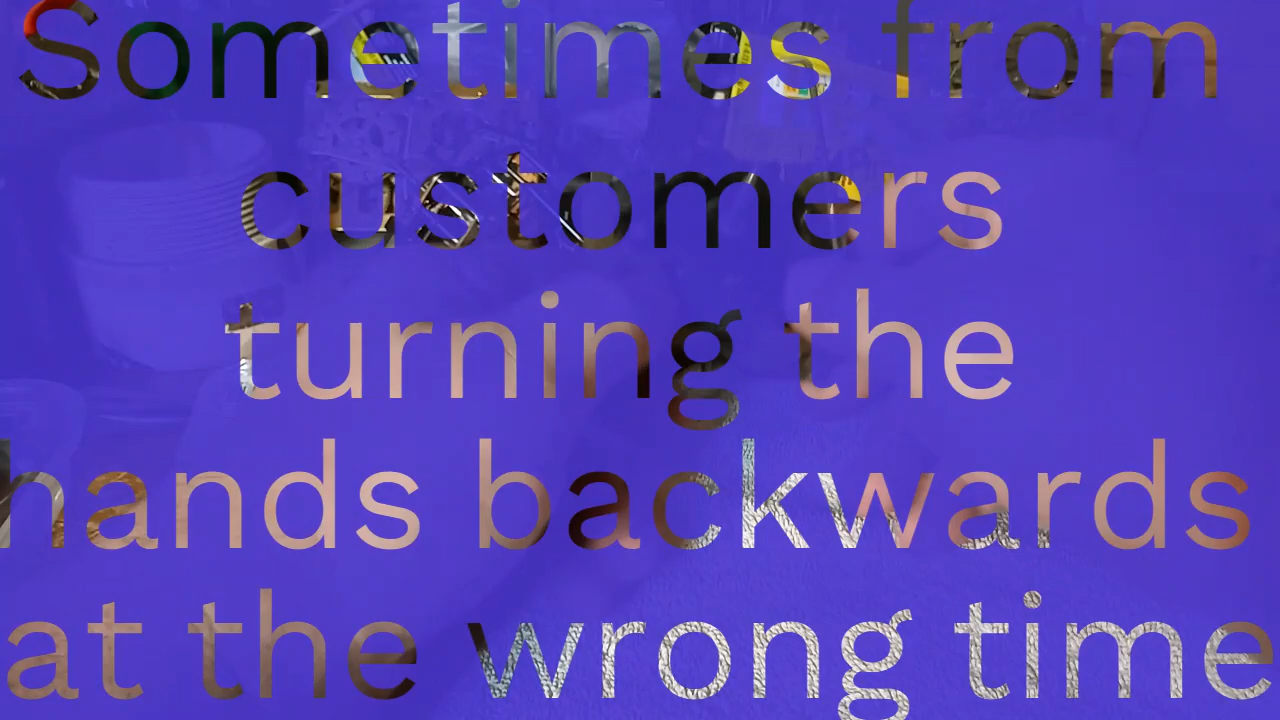 Sometimes from
customers
turning the
hands backwards
at the wrong time